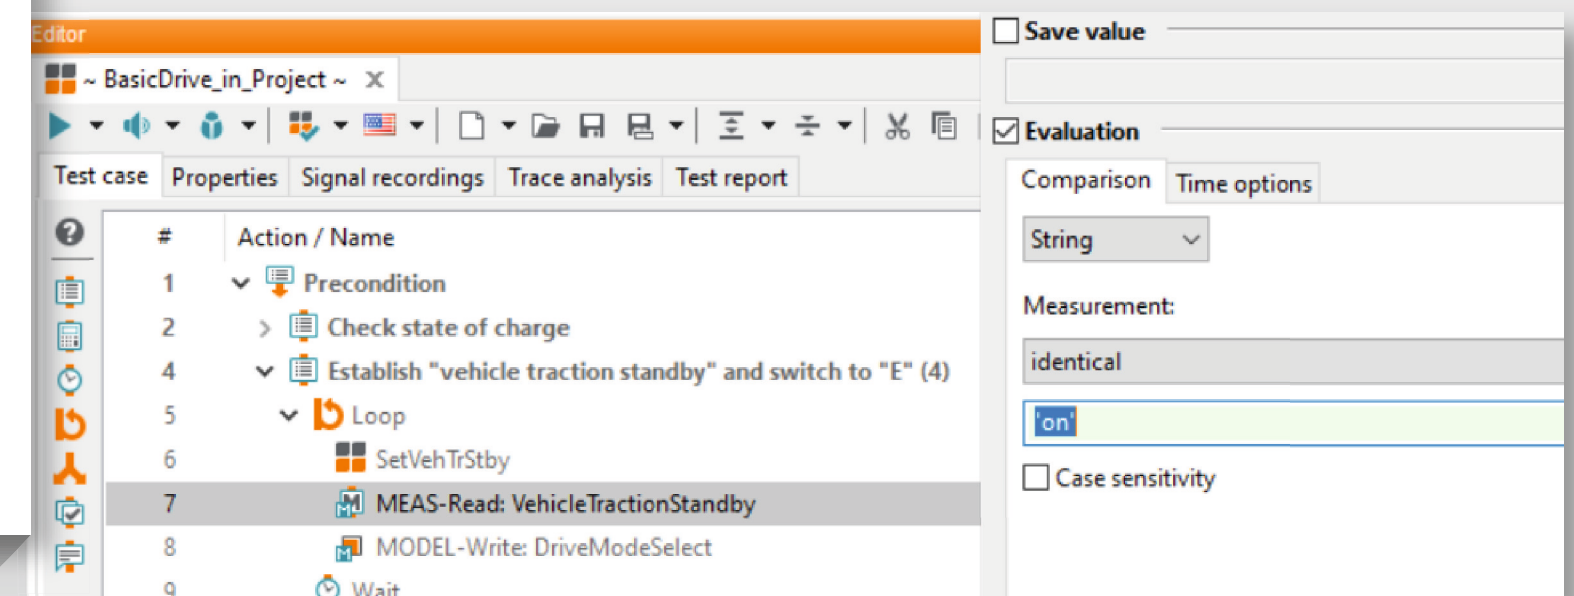 Editor
~ BasicDrive_in_Project ~ X
Test case Properties Signal recordings Trace analysis Test report
# Action / Name
1 Precondition
2 Check state of charge
4 Establish "vehicle traction standby" and switch to "E" (4)
5 Loop
6 SetVehTrStby
7 MEAS-Read: VehicleTractionStandby
8 MODEL-Write: DriveModeSelect
9 Wait
Save value
Evaluation
Comparison Time options
String
Measurement:
identical
'on'
Case sensitivity